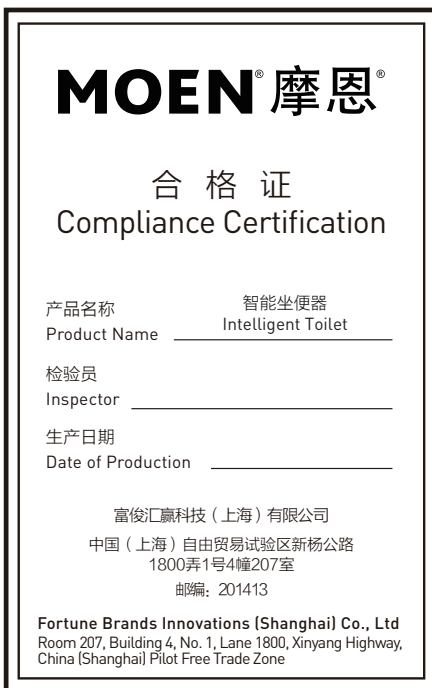 MOEN® 摩恩®
合格证
Compliance Certification
产品名称
智能坐便器
Product Name
Intelligent Toilet
检验员
Inspector
生产日期
Date of Production
富俊汇赢科技（上海）有限公司
中国（上海）自由贸易试验区新杨公路
1800弄1号4幢207室
邮编：201413
Fortune Brands Innovations (Shanghai) Co., Ltd
Room 207, Building 4, No. 1, Lane 1800, Xinyang Highway,
China (Shanghai) Pilot Free Trade Zone